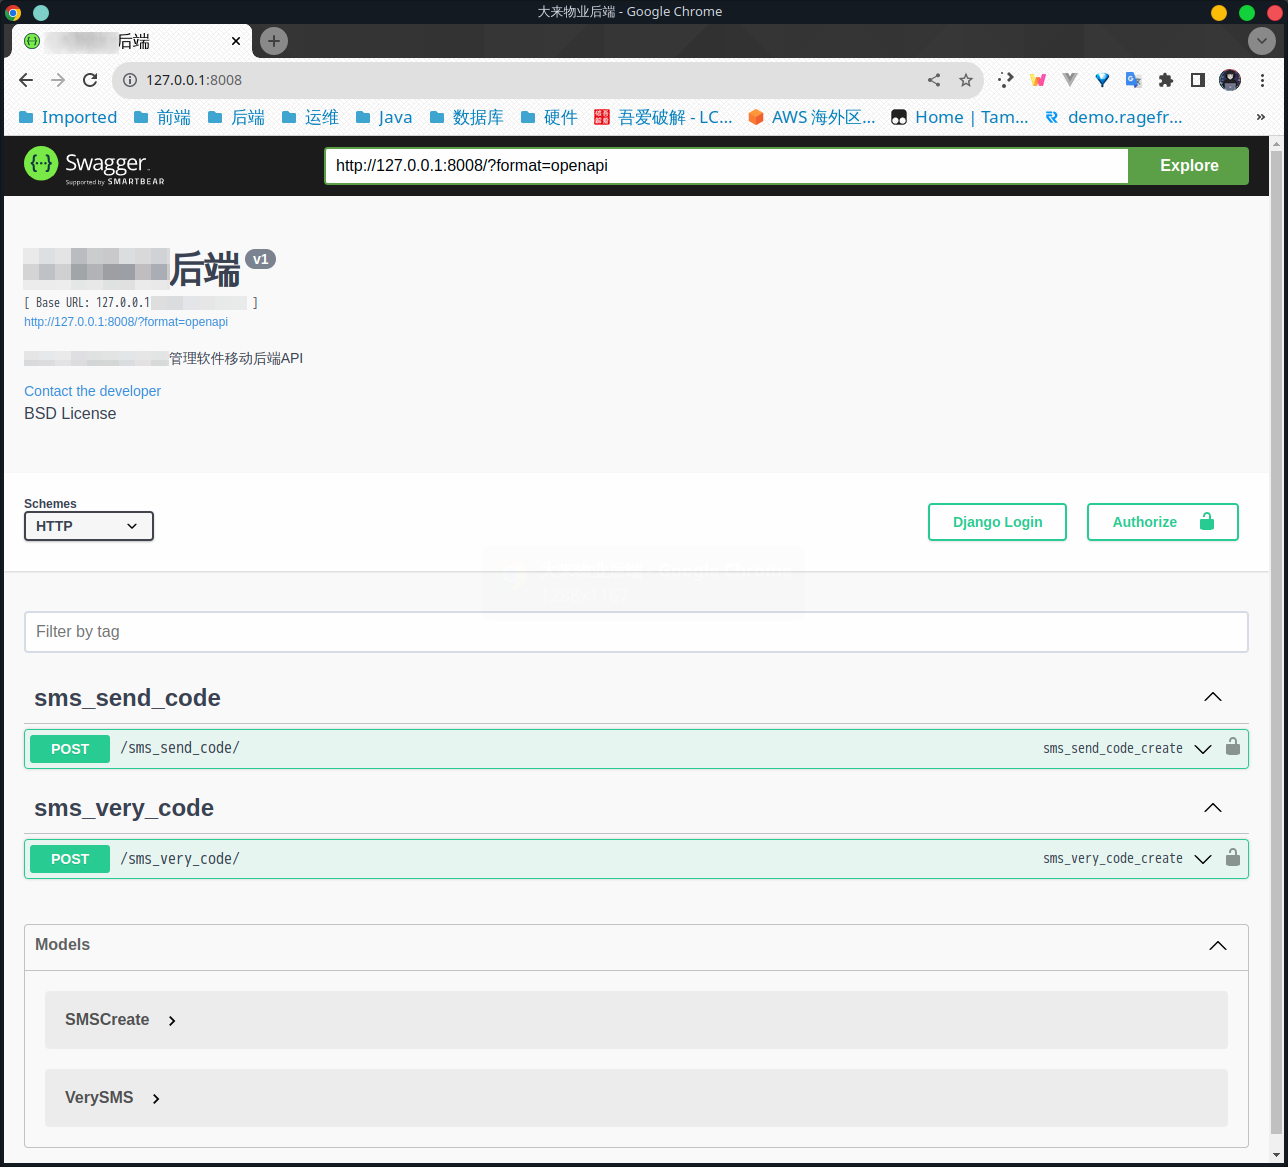 大来物业后端 - Google Chrome
后端
127.0.0.1:8008
Imported 前端 后端 运维 Java 数据库 硬件 吾爱破解 - LC... AWS 海外区... Home | Tam... demo.ragefr... »
Swagger
Supported by SMARTBEAR
http://127.0.0.1:8008/?format=openapi
Explore
后端 v1
[ Base URL: 127.0.0.1 ]
http://127.0.0.1:8008/?format=openapi
管理软件移动后端API
Contact the developer
BSD License
Schemes
HTTP
Django Login
Authorize
Filter by tag
sms_send_code
POST /sms_send_code/ sms_send_code_create
sms_very_code
POST /sms_very_code/ sms_very_code_create
Models
SMSCreate
VerySMS